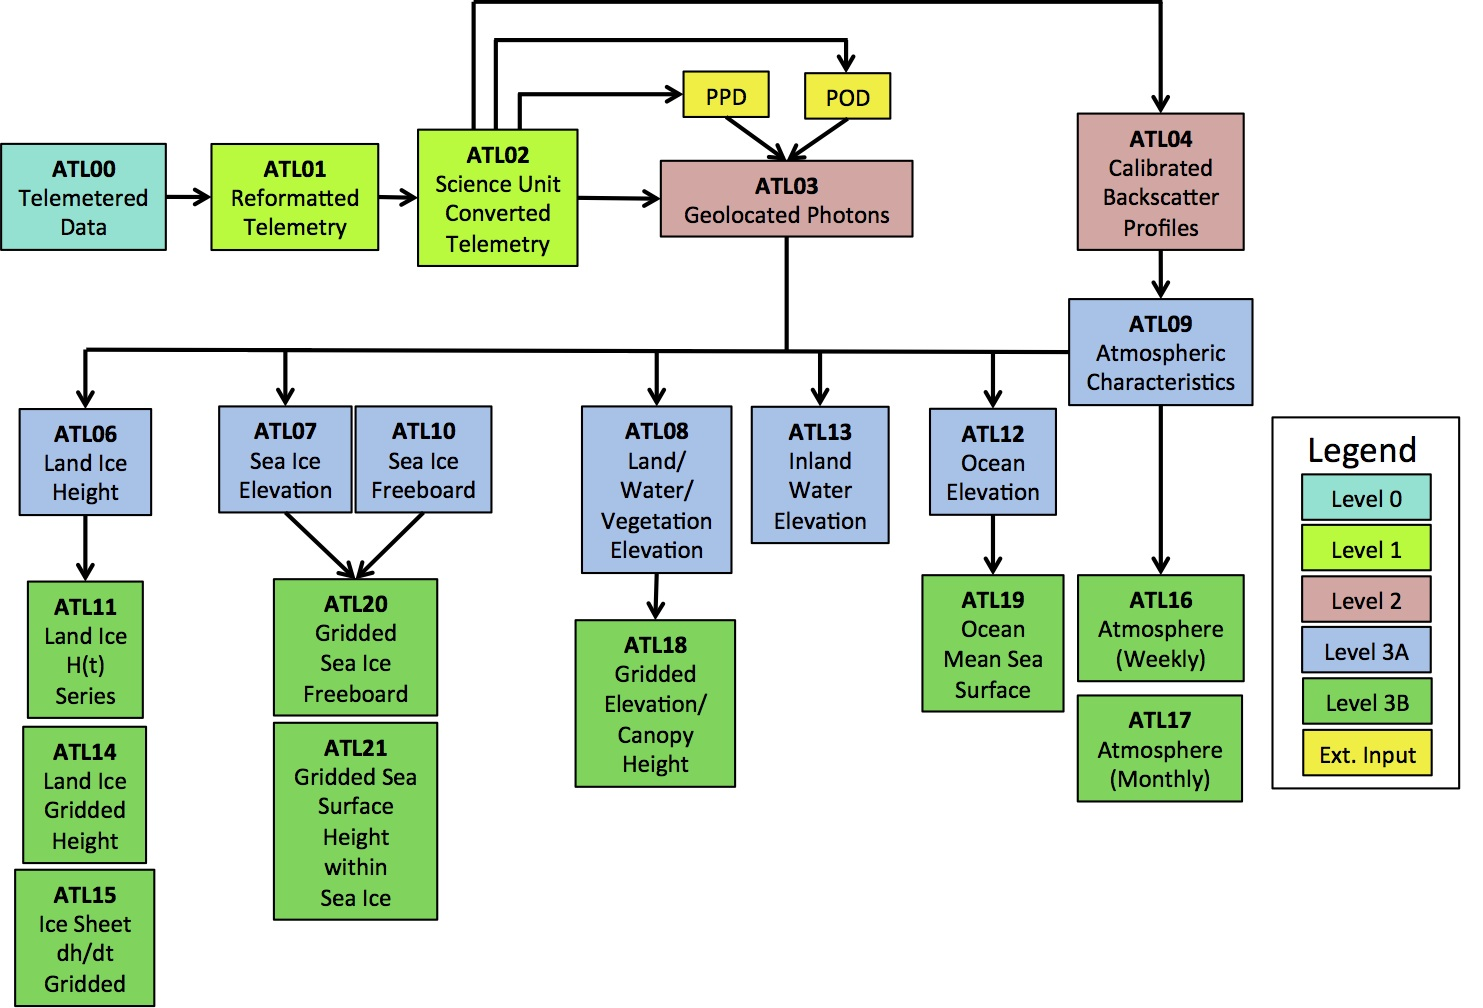 PPD
POD
ATL00
Telemetered
Data
ATL01
Reformatted
Telemetry
ATL02
Science Unit
Converted
Telemetry
ATL03
Geolocated Photons
ATL04
Calibrated
Backscatter
Profiles
ATL09
Atmospheric
Characteristics
ATL06
Land Ice
Height
ATL07
Sea Ice
Elevation
ATL10
Sea Ice
Freeboard
ATL08
Land/
Water/
Vegetation
Elevation
ATL13
Inland
Water
Elevation
ATL12
Ocean
Elevation
ATL11
Land Ice
H(t)
Series
ATL14
Land Ice
Gridded
Height
ATL15
Ice Sheet
dh/dt
Gridded
ATL20
Gridded
Sea Ice
Freeboard
ATL21
Gridded Sea
Surface
Height
within
Sea Ice
ATL18
Gridded
Elevation/
Canopy
Height
ATL19
Ocean
Mean Sea
Surface
ATL16
Atmosphere
(Weekly)
ATL17
Atmosphere
(Monthly)
Legend
Level 0
Level 1
Level 2
Level 3A
Level 3B
Ext. Input